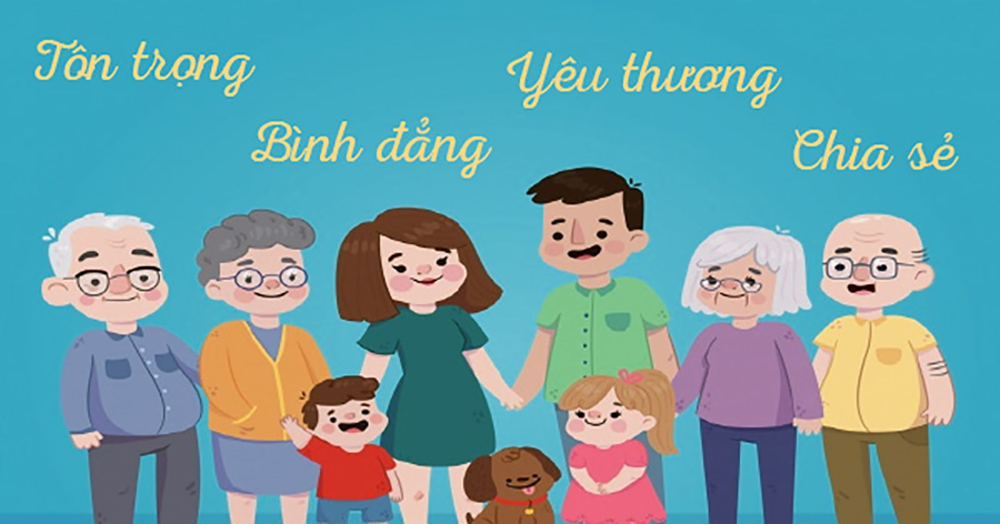 Tôn trọng
Bình đẳng
Yêu thương
Chia sẻ